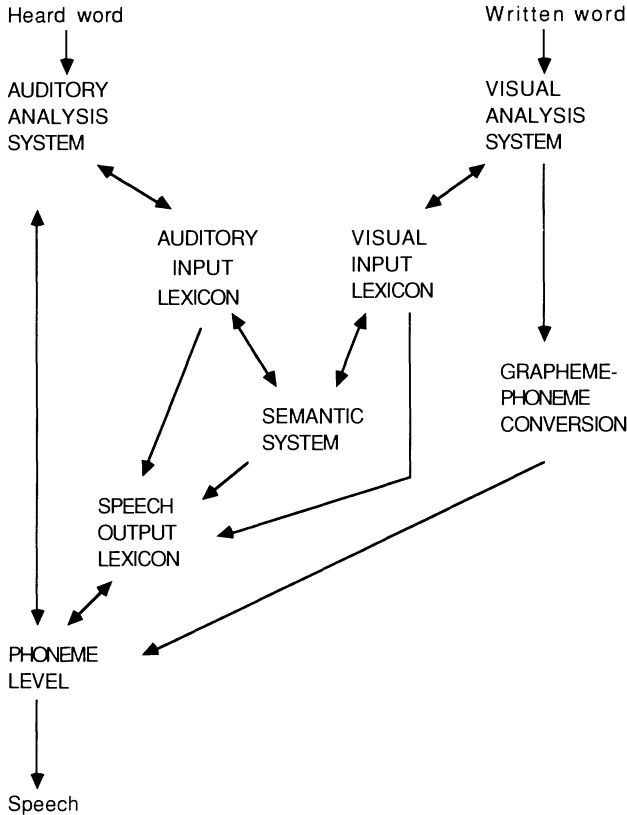 Heard word
Written word
AUDITORY
ANALYSIS
SYSTEM
VISUAL
ANALYSIS
SYSTEM
AUDITORY
INPUT
LEXICON
VISUAL
INPUT
LEXICON
GRAPHEME-
PHONEME
CONVERSION
SEMANTIC
SYSTEM
SPEECH
OUTPUT
LEXICON
PHONEME
LEVEL
Speech